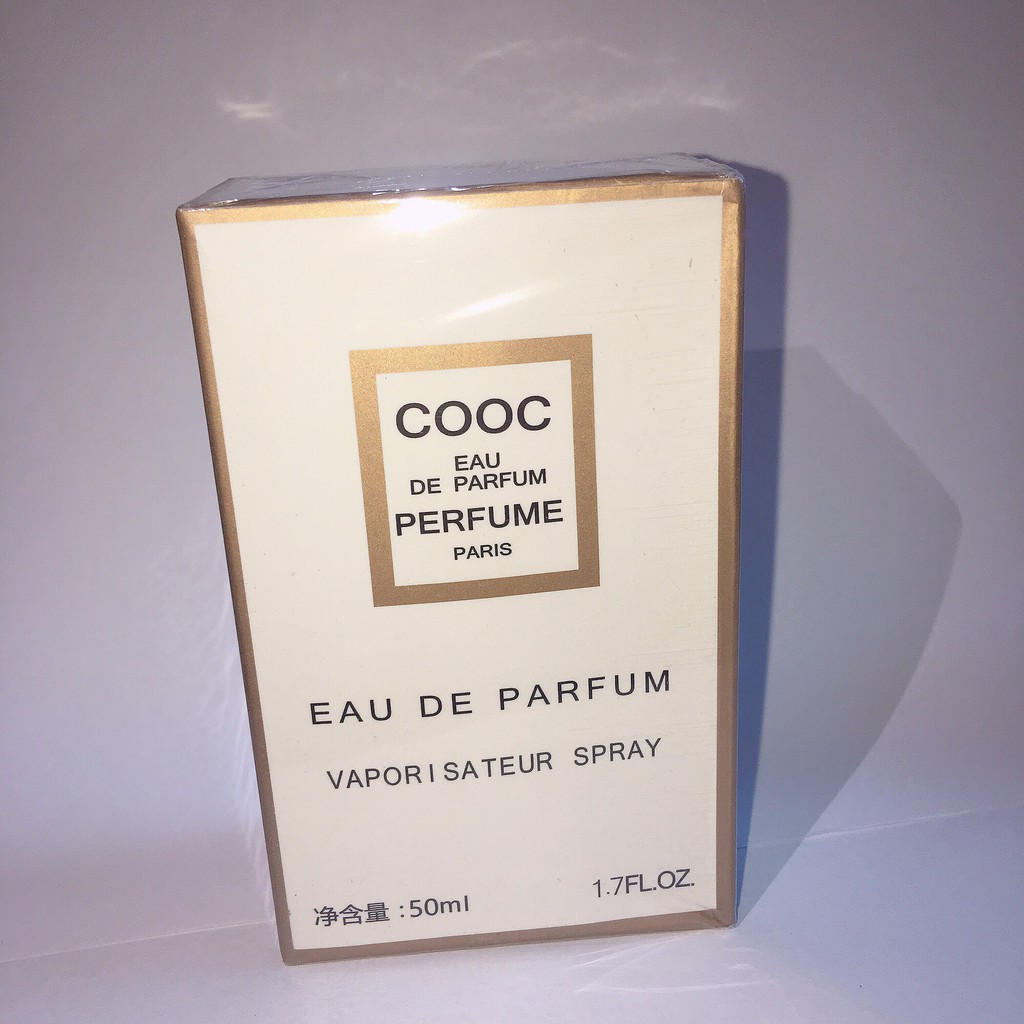 COOC
EAU
DE PARFUM
PERFUME
PARIS
EAU DE PARFUM
VAPORISATEUR SPRAY
净含量 :50ml
1.7FL.OZ.